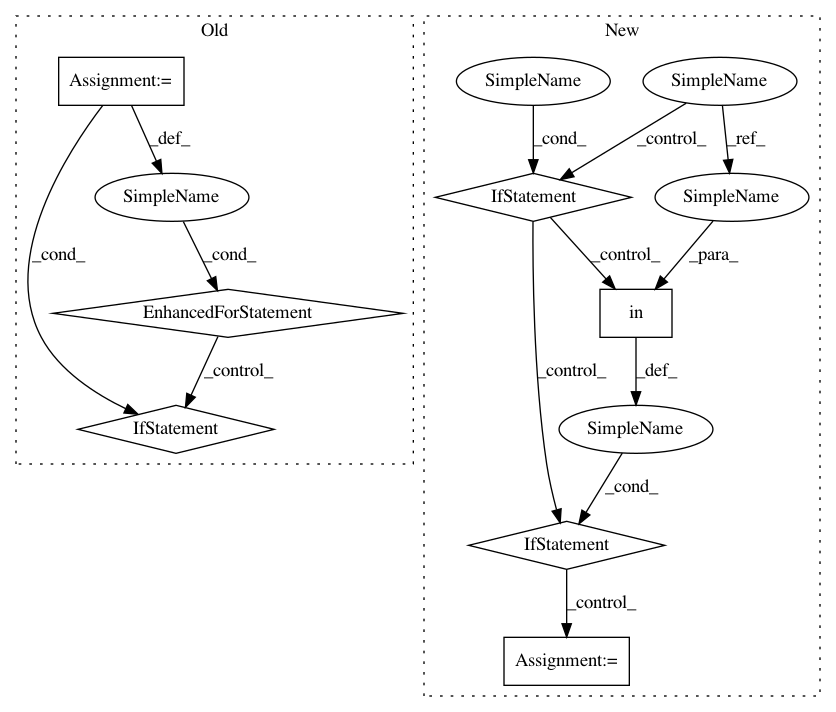 Old
New
Assignment:=
SimpleName
SimpleName
_def_
_cond_
_control_
_ref_
SimpleName
IfStatement
SimpleName
_cond_
_cond_
_control_
_para_
EnhancedForStatement
in
_control_
_control_
_def_
IfStatement
SimpleName
_cond_
IfStatement
_control_
Assignment:=